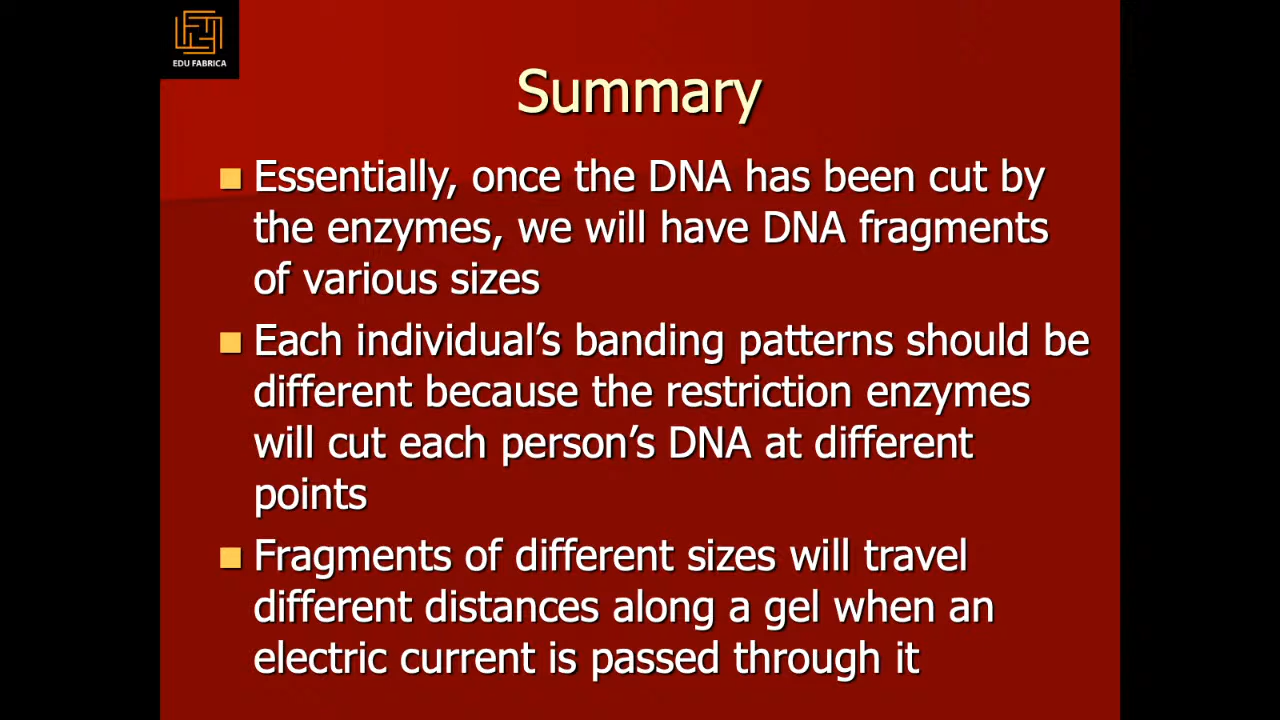 EDU FABRICA
Summary
Essentially, once the DNA has been cut by
the enzymes, we will have DNA fragments
of various sizes
Each individual’s banding patterns should be
different because the restriction enzymes
will cut each person’s DNA at different
points
Fragments of different sizes will travel
different distances along a gel when an
electric current is passed through it